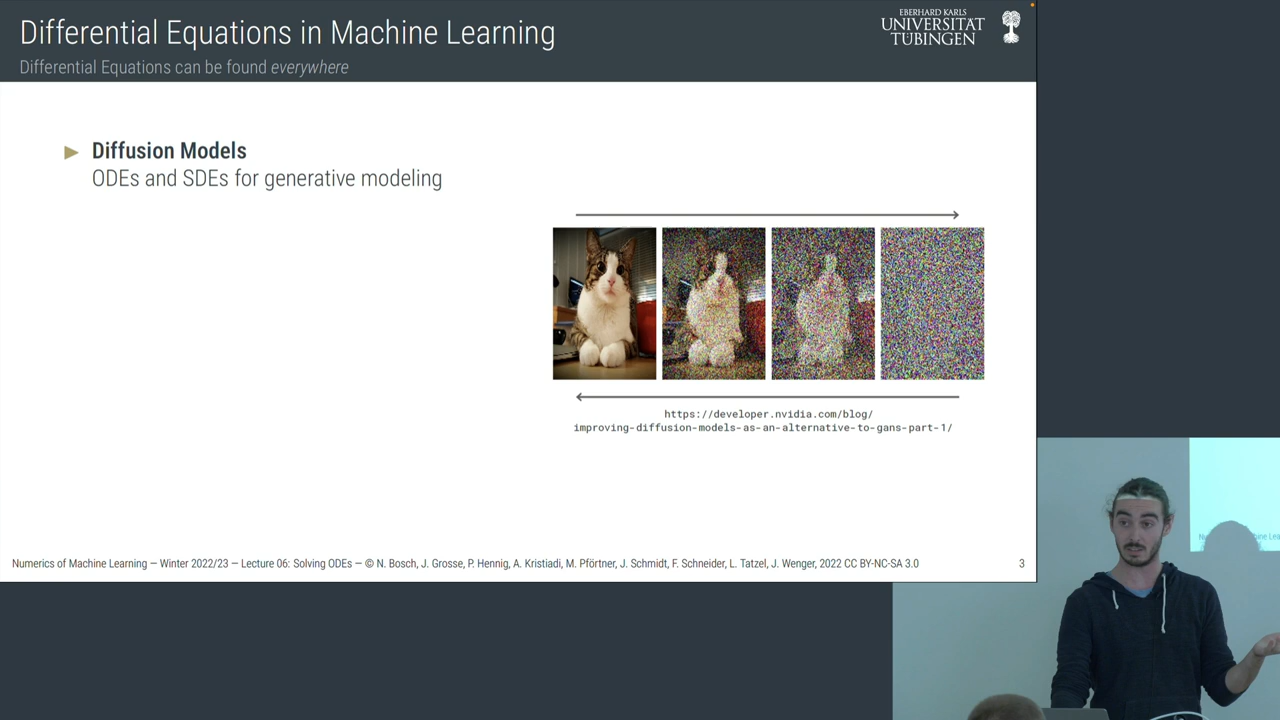 Differential Equations in Machine Learning
Differential Equations can be found everywhere
EBERHARD KARLS
UNIVERSITÄT
TÜBINGEN
► Diffusion Models
ODEs and SDEs for generative modeling
https://developer.nvidia.com/blog/
improving-diffusion-models-as-an-alternative-to-gans-part-1/
Numerics of Machine Learning — Winter 2022/23 — Lecture 06: Solving ODEs — © N. Bosch, J. Grosse, P. Hennig, A. Kristiadi, M. Pförtner, J. Schmidt, F. Schneider, L. Tatzel, J. Wenger, 2022 CC BY-NC-SA 3.0
3